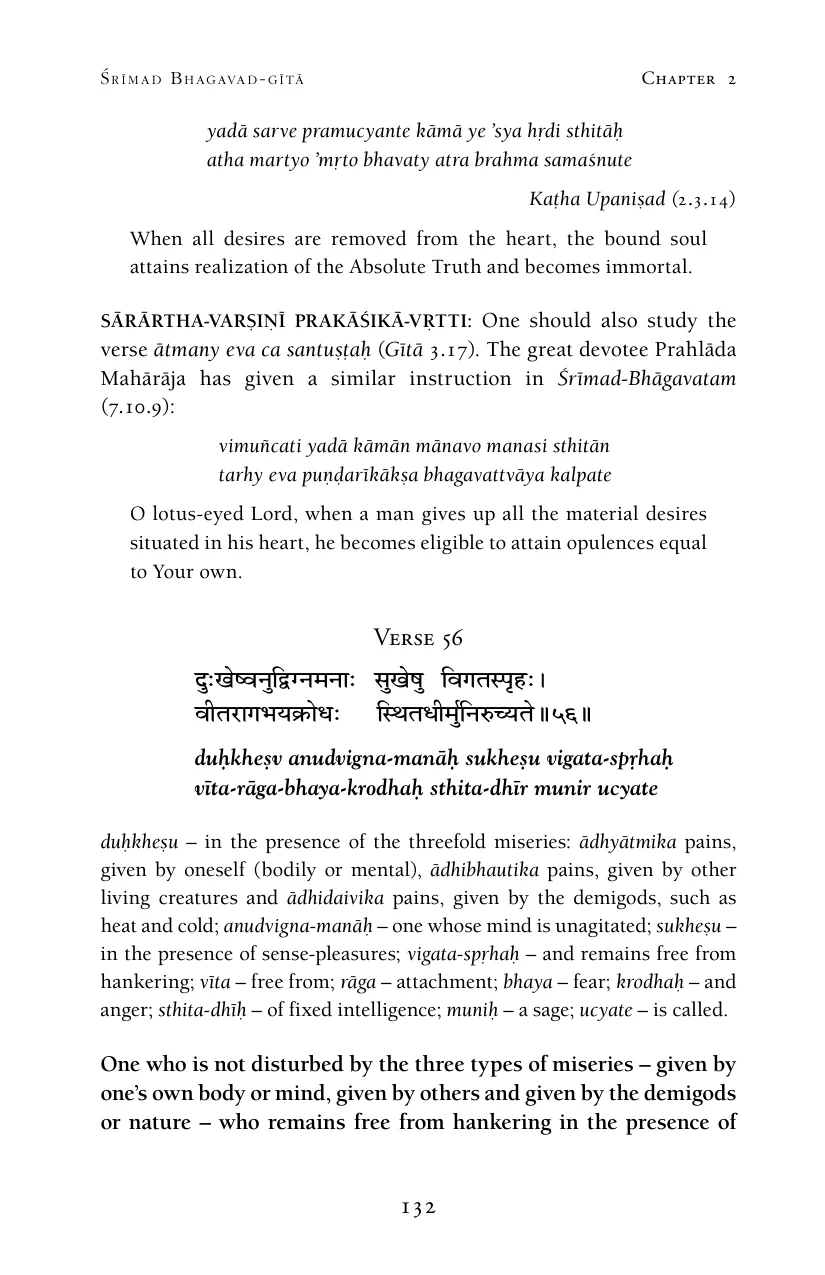 Śrīmad Bhagavad-gītā Chapter 2
yadā sarve pramucyante kāmā ye ’sya hṛdi sthitāḥ
atha martyo ’mṛto bhavaty atra brahma samaśnute
Kaṭha Upaniṣad (2.3.14)
When all desires are removed from the heart, the bound soul
attains realization of the Absolute Truth and becomes immortal.
SĀRĀRTHA-VARṢIṆĪ PRAKĀŚIKĀ-VṚTTI: One should also study the
verse ātmany eva ca santuṣṭaḥ (Gītā 3.17). The great devotee Prahlāda
Mahārāja has given a similar instruction in Śrīmad-Bhāgavatam
(7.10.9):
vimuñcati yadā kāmān mānavo manasi sthitān
tarhy eva puṇḍarīkākṣa bhagavattvāya kalpate
O lotus-eyed Lord, when a man gives up all the material desires
situated in his heart, he becomes eligible to attain opulences equal
to Your own.
Verse 56
दुःखेष्वनुद्विग्नमनाः सुखेषु विगतस्पृहः।
वीतरागभयक्रोधः स्थितधीर्मुनिरुच्यते॥५६॥
duḥkheṣv anudvigna-manāḥ sukheṣu vigata-spṛhaḥ
vīta-rāga-bhaya-krodhaḥ sthita-dhīr munir ucyate
duḥkheṣu – in the presence of the threefold miseries: ādhyātmika pains,
given by oneself (bodily or mental), ādhibhautika pains, given by other
living creatures and ādhidaivika pains, given by the demigods, such as
heat and cold; anudvigna-manāḥ – one whose mind is unagitated; sukheṣu –
in the presence of sense-pleasures; vigata-spṛhaḥ – and remains free from
hankering; vīta – free from; rāga – attachment; bhaya – fear; krodhaḥ – and
anger; sthita-dhīḥ – of fixed intelligence; muniḥ – a sage; ucyate – is called.
One who is not disturbed by the three types of miseries – given by
one’s own body or mind, given by others and given by the demigods
or nature – who remains free from hankering in the presence of
132